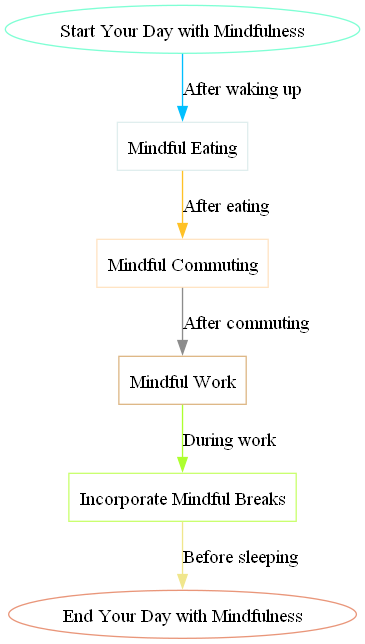 Start Your Day with Mindfulness
After waking up
Mindful Eating
After eating
Mindful Commuting
After commuting
Mindful Work
During work
Incorporate Mindful Breaks
Before sleeping
End Your Day with Mindfulness